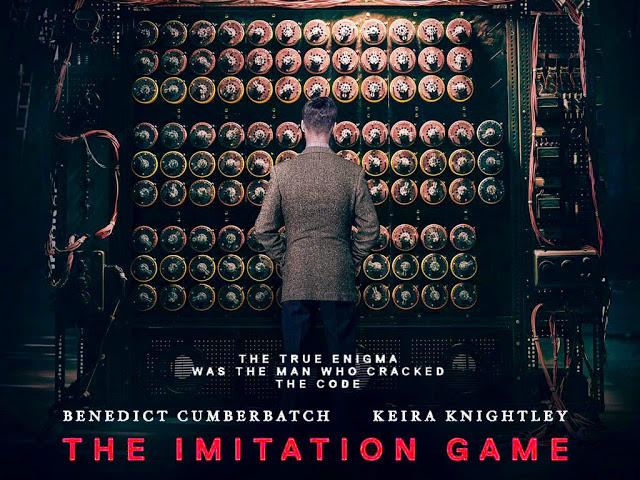 THE TRUE ENIGMA
WAS THE MAN WHO CRACKED
THE CODE
BENEDICT CUMBERBATCH KEIRA KNIGHTLEY
THE IMITATION GAME